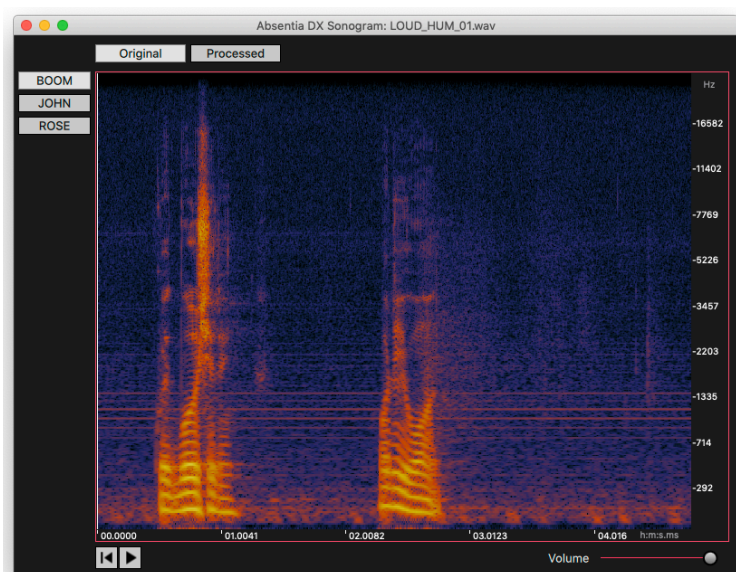 Absentia DX Sonogram: LOUD_HUM_01.wav
Original Processed
BOOM
JOHN
ROSE
Hz
-16582
-11402
-7769
-5226
-3457
-2203
-1335
-714
-292
00.0000 01.0041 02.0082 03.0123 04.016 h:m:s.ms
Volume